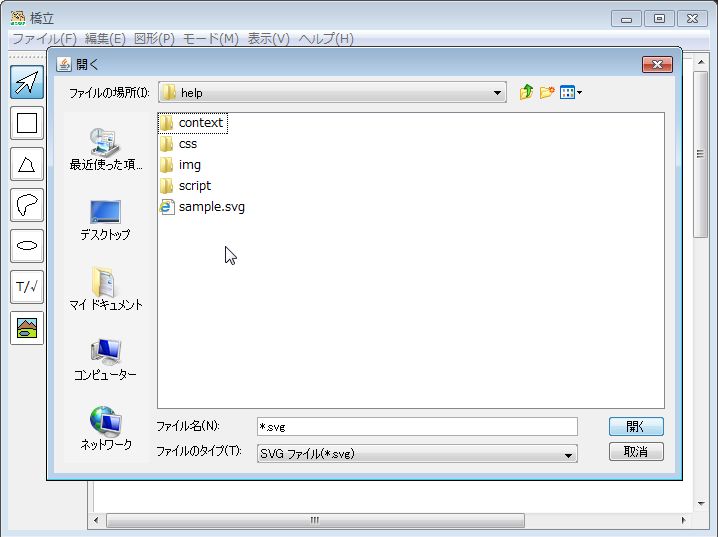 橋立
ファイル(F) 編集(E) 図形(P) モード(M) 表示(V) ヘルプ(H)
開く
ファイルの場所(I):
help
context
css
img
script
sample.svg
最近使った項...
デスクトップ
マイ ドキュメント
コンピューター
ネットワーク
T/√
ファイル名(N):
*.svg
開く
ファイルのタイプ(T):
SVG ファイル(*.svg)
取消